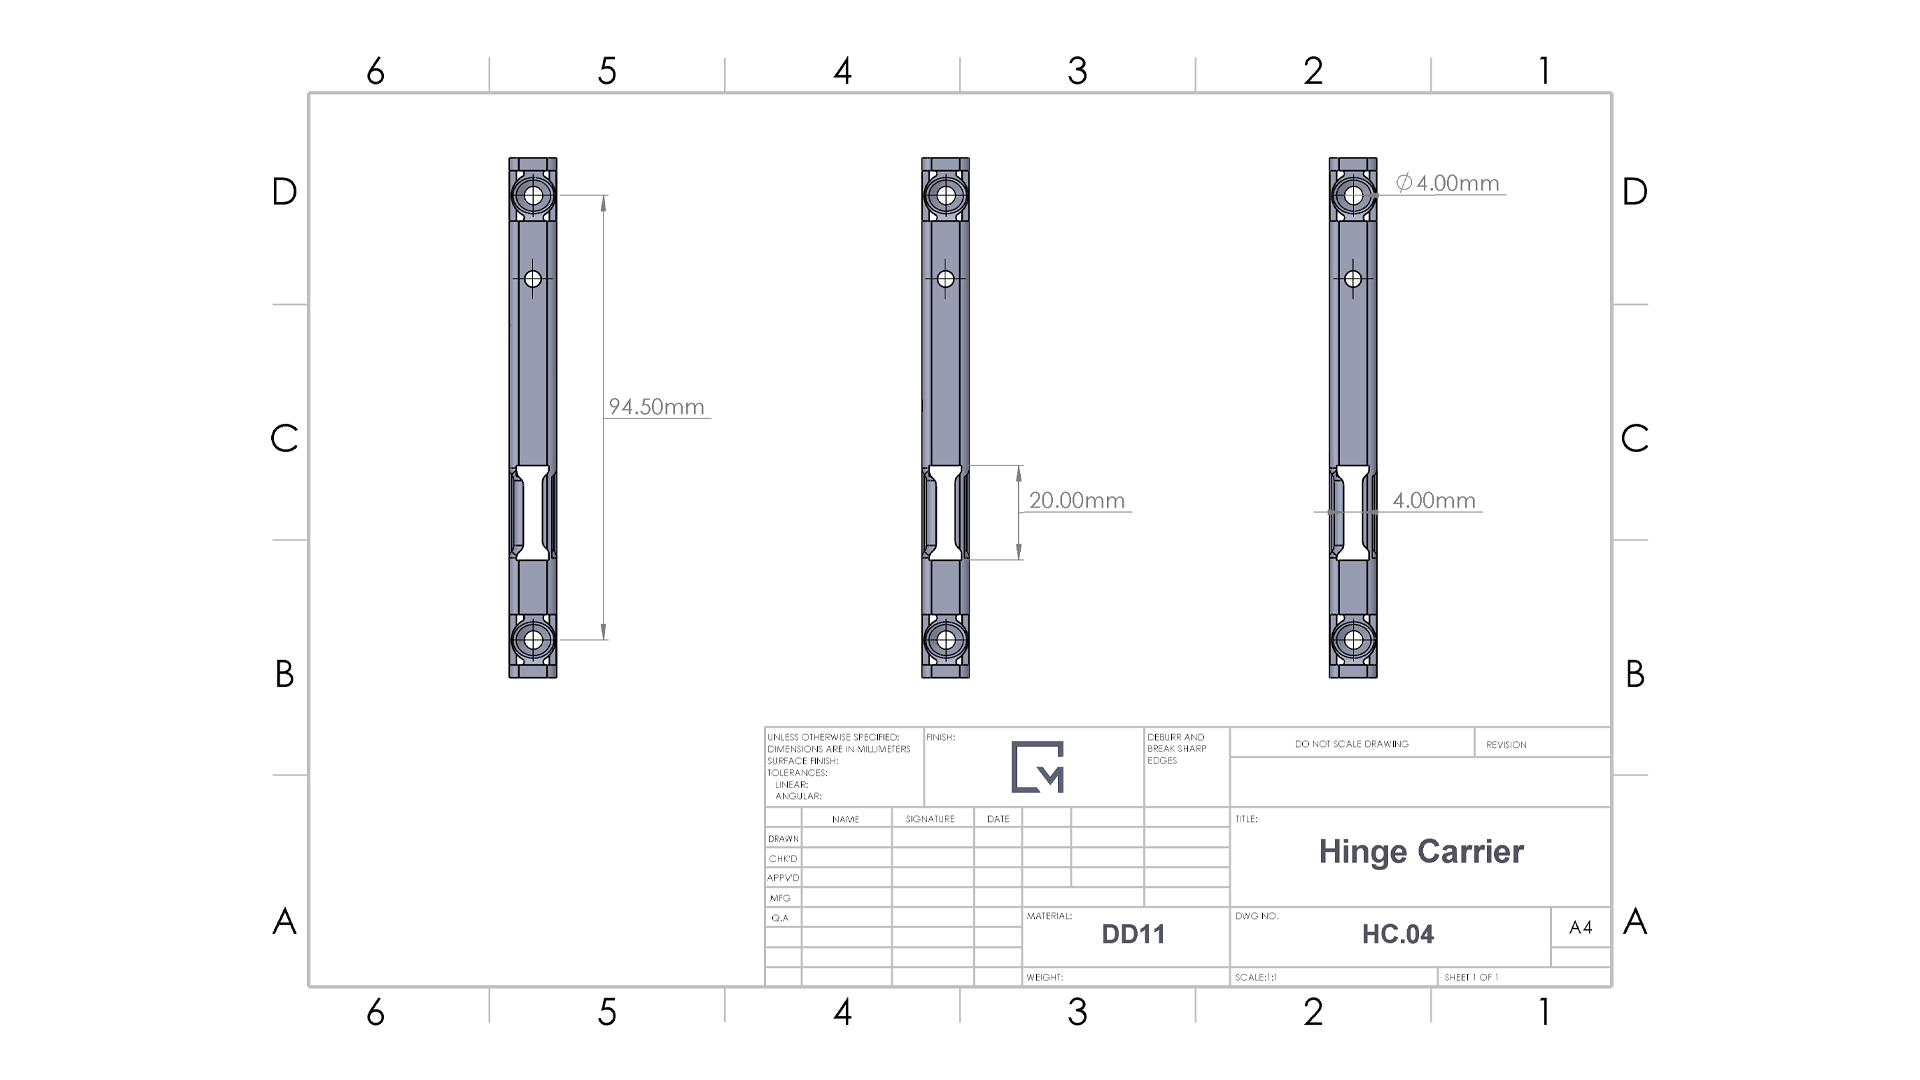 6 5 4 3 2 1
D D
⌀4.00mm
94.50mm
C C
20.00mm
4.00mm
B B
UNLESS OTHERWISE SPECIFIED:
DIMENSIONS ARE IN MILLIMETERS
SURFACE FINISH:
TOLERANCES:
LINEAR:
ANGULAR:
FINISH:
DEBURR AND
BREAK SHARP
EDGES
DO NOT SCALE DRAWING
REVISION
NAME SIGNATURE DATE
DRAWN
CHK'D
APPV'D
MFG
Q.A
TITLE:
Hinge Carrier
MATERIAL:
DD11
DWG NO.
HC.04
A4
A A
WEIGHT:
SCALE:1:1
SHEET 1 OF 1
6 5 4 3 2 1